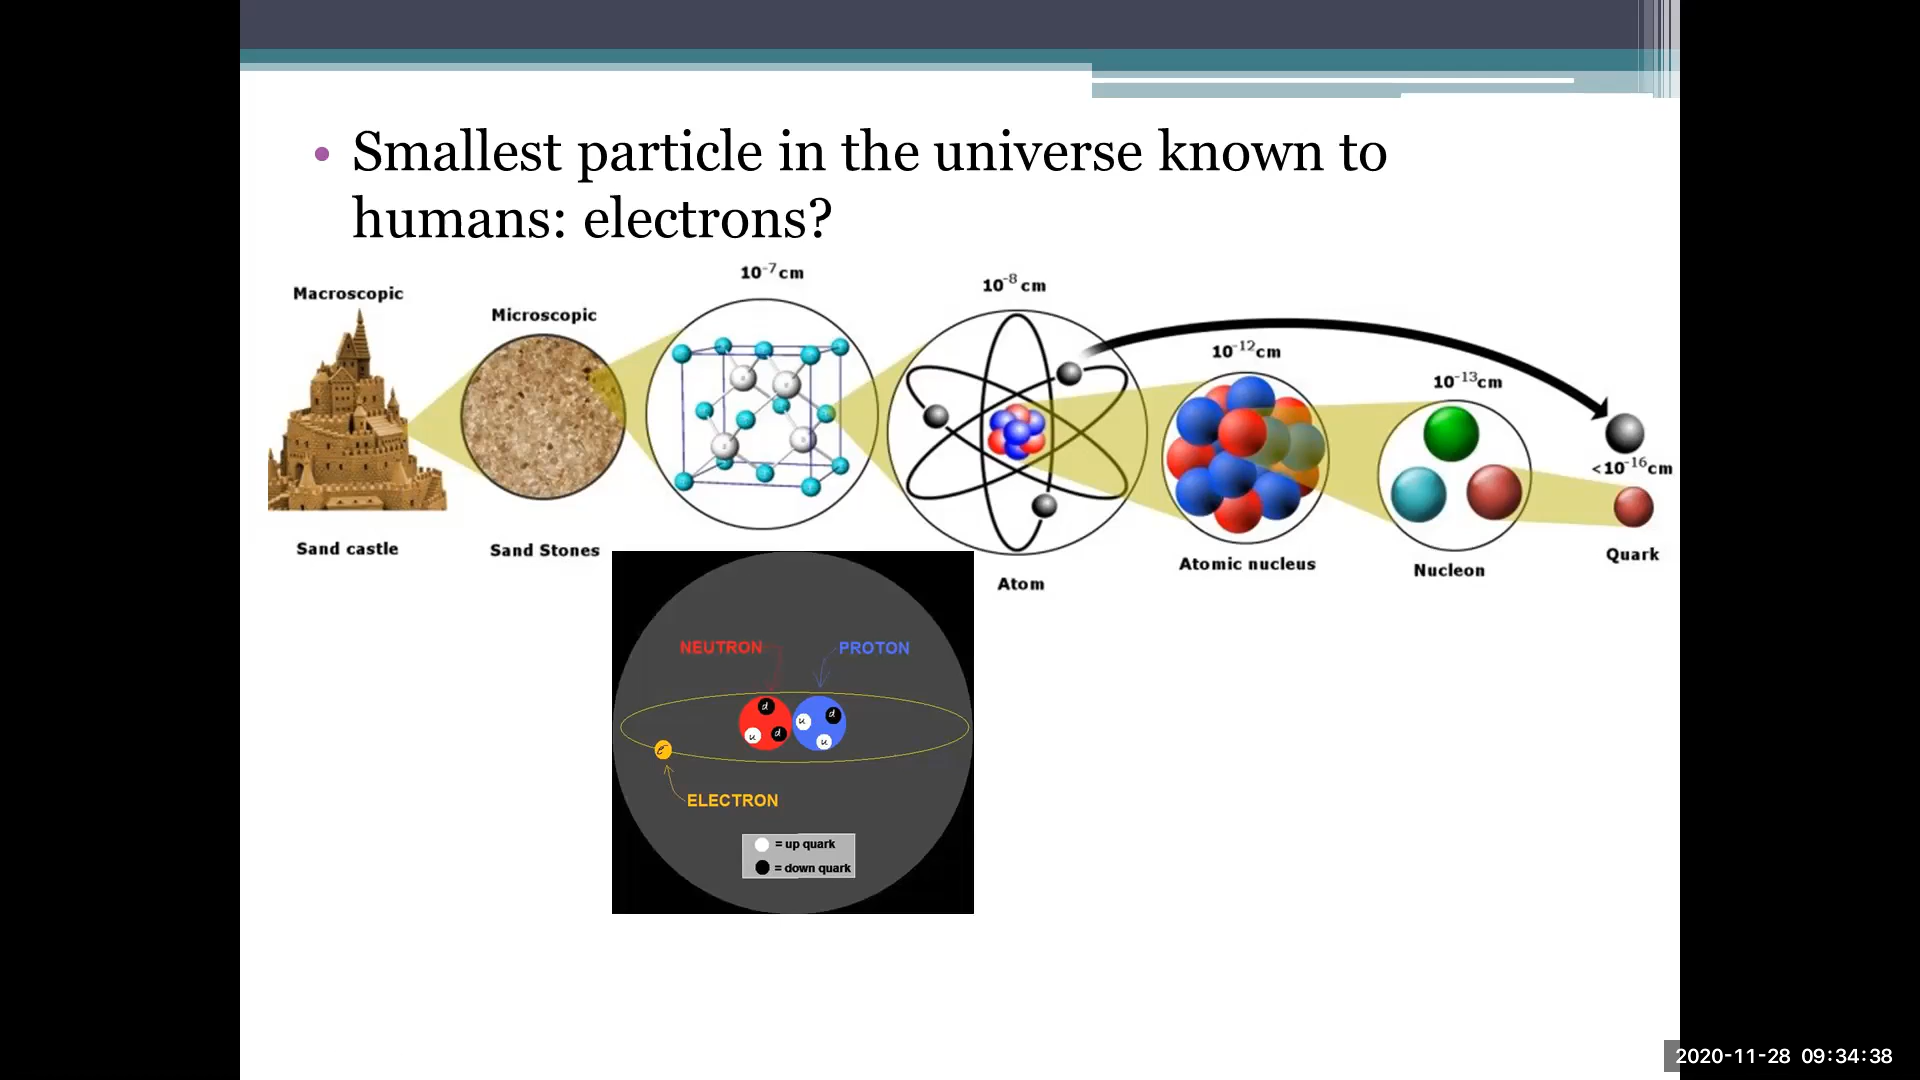 • Smallest particle in the universe known to
humans: electrons?
Macroscopic
Microscopic
10⁻⁷cm
10⁻⁸cm
10⁻¹²cm
10⁻¹³cm
<10⁻¹⁶cm
Sand castle
Sand Stones
Atom
Atomic nucleus
Nucleon
Quark
NEUTRON
PROTON
d
u
d
u
d
u
e⁻
ELECTRON
= up quark
= down quark
2020-11-28 09:34:38